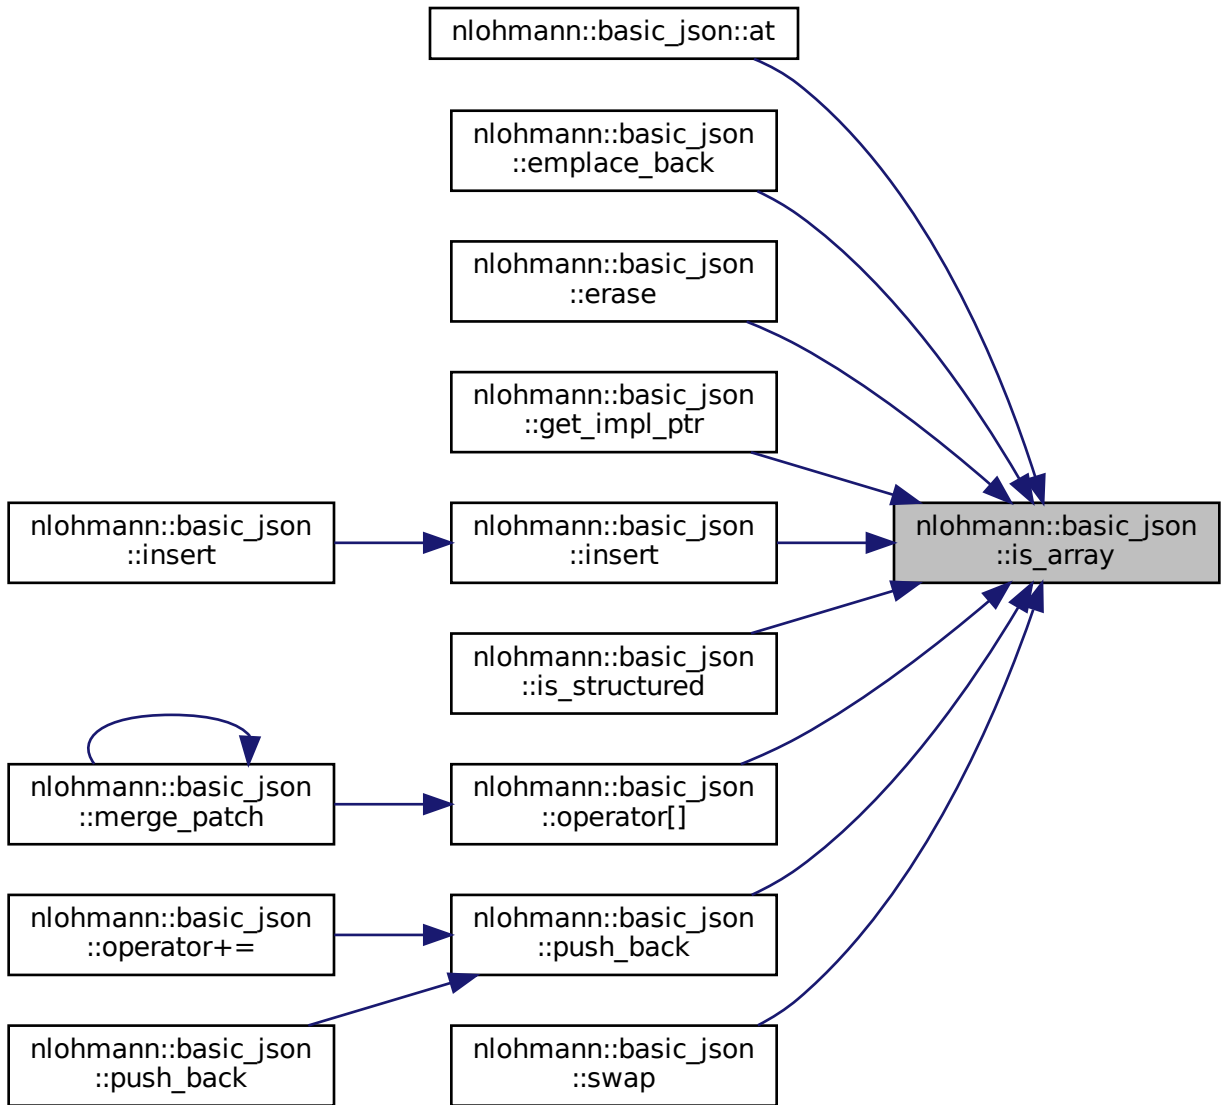 nlohmann::basic_json::at
nlohmann::basic_json
::emplace_back
nlohmann::basic_json
::erase
nlohmann::basic_json
::get_impl_ptr
nlohmann::basic_json
::insert
nlohmann::basic_json
::insert
nlohmann::basic_json
::is_array
nlohmann::basic_json
::is_structured
nlohmann::basic_json
::merge_patch
nlohmann::basic_json
::operator[]
nlohmann::basic_json
::operator+=
nlohmann::basic_json
::push_back
nlohmann::basic_json
::push_back
nlohmann::basic_json
::swap